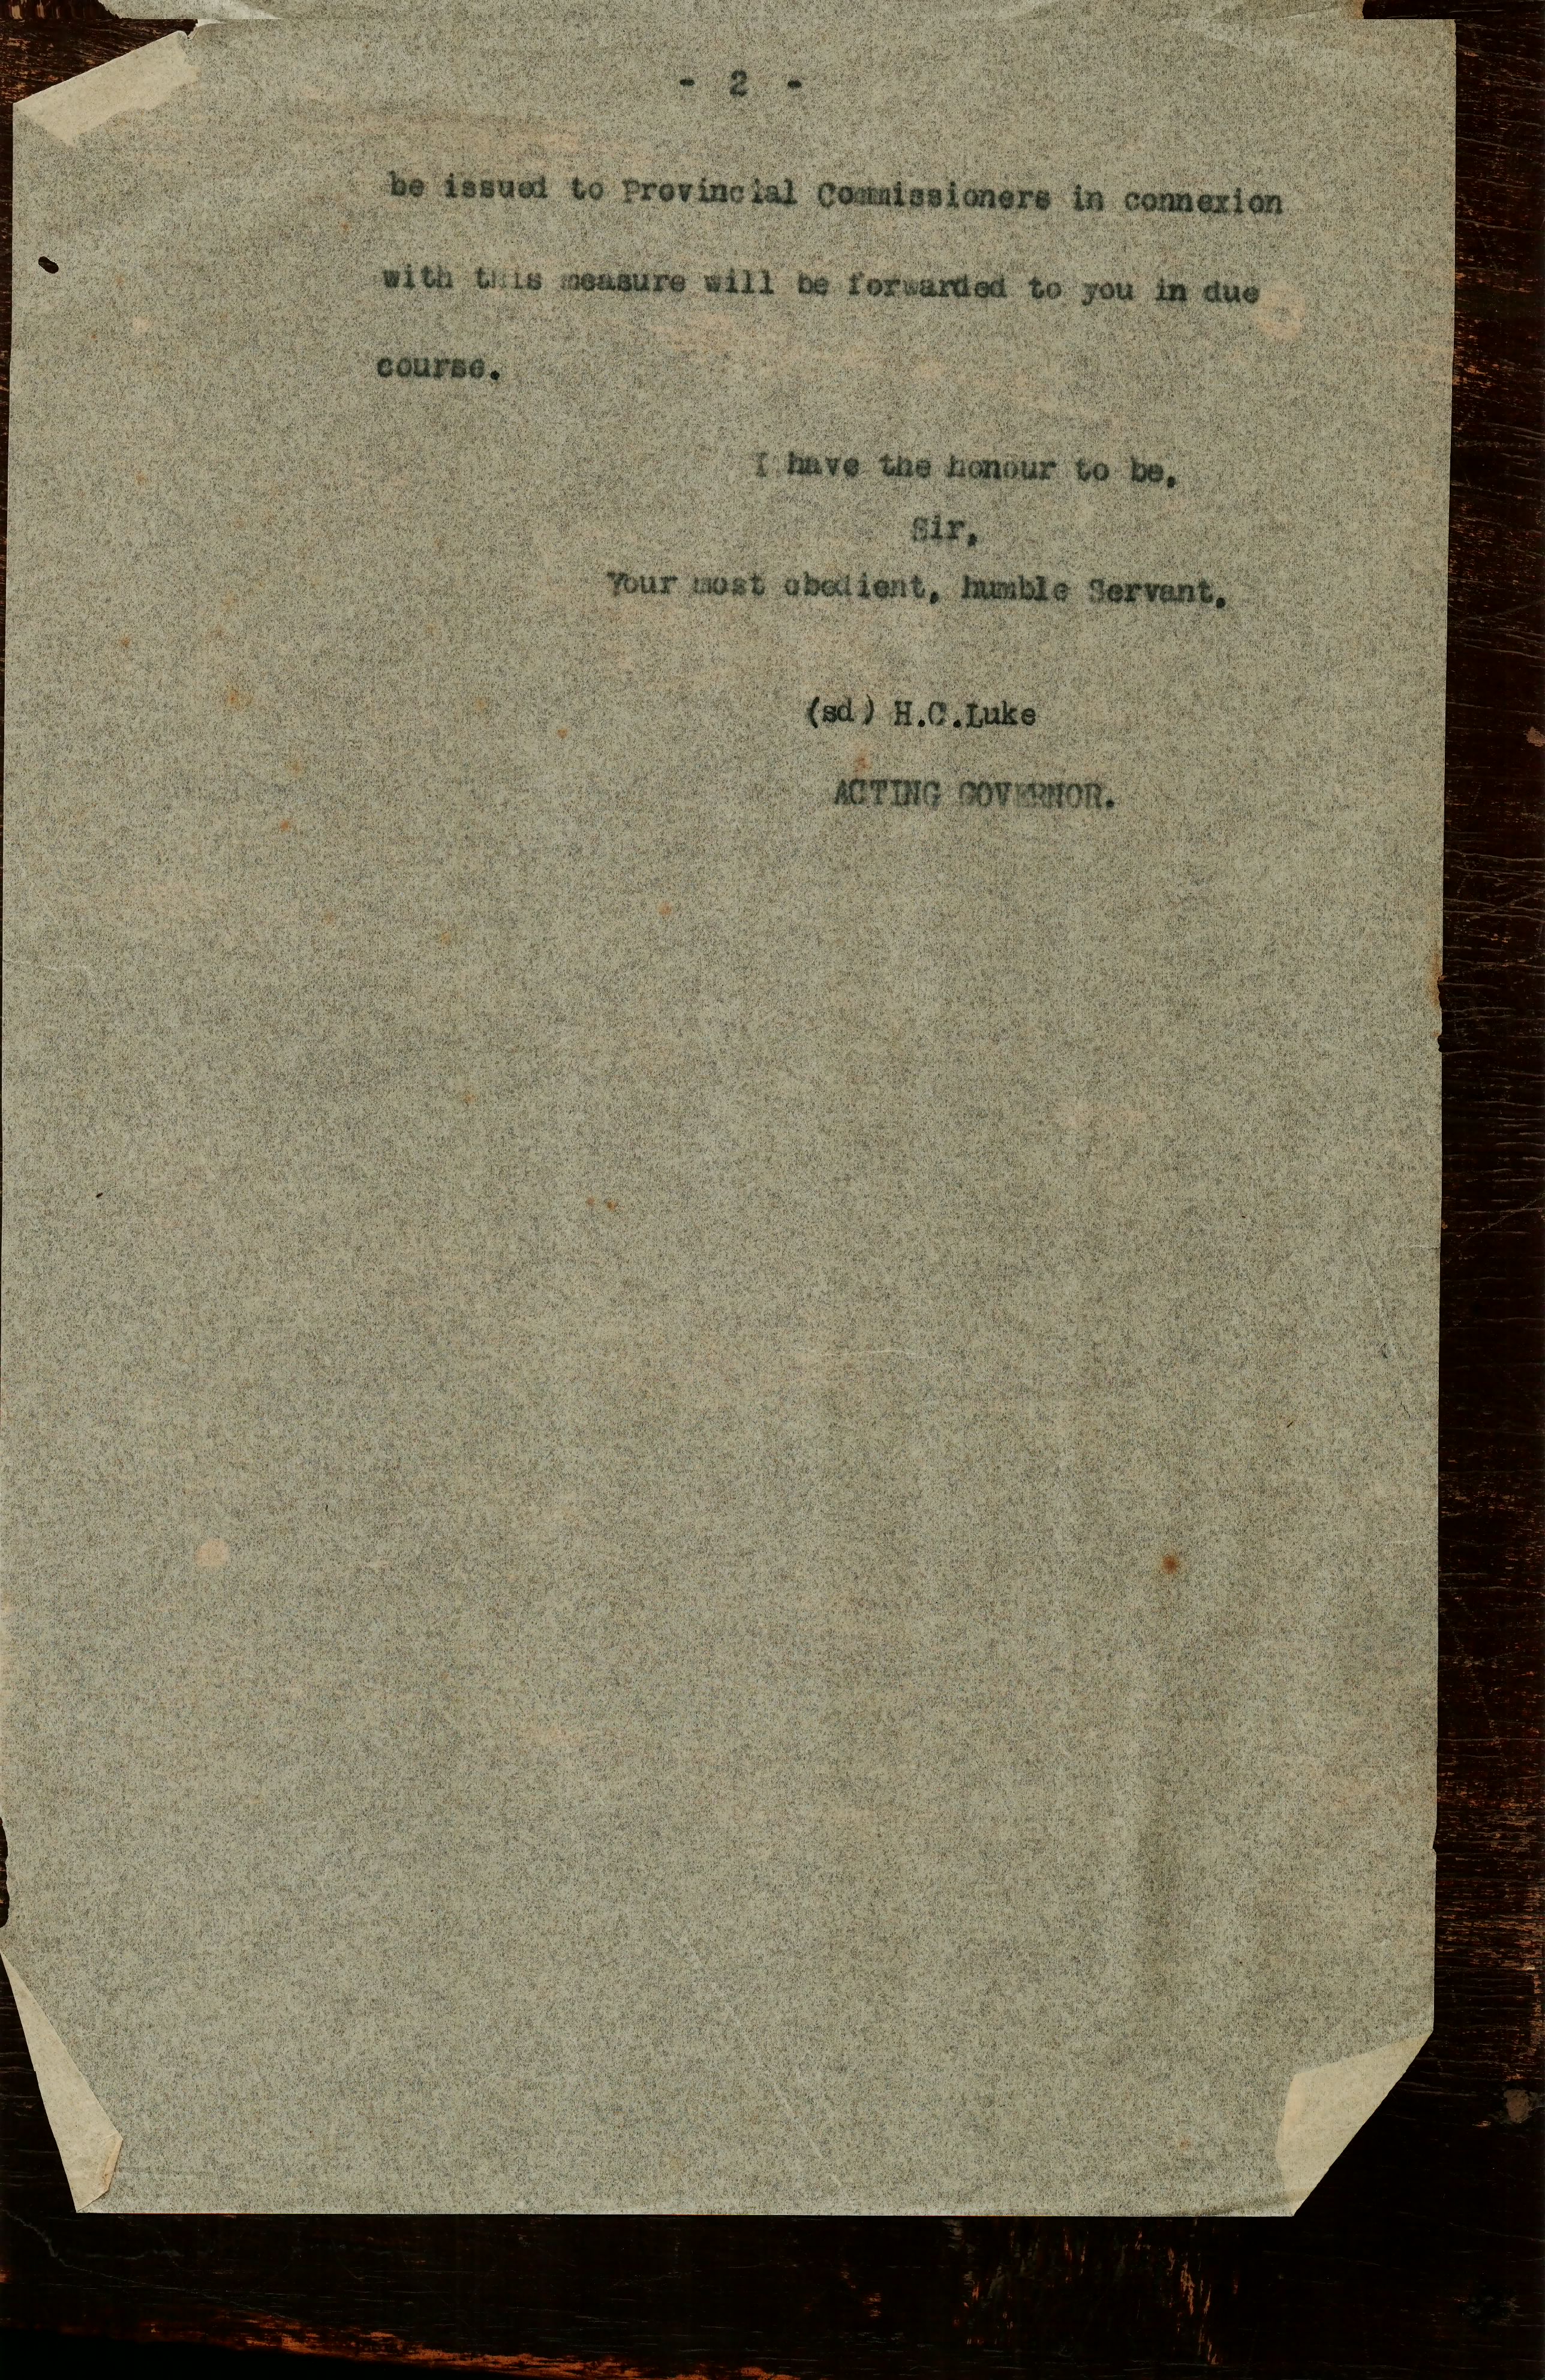 - 2 -
be issued to Provincial Commissioners in connexion
with this measure will be forwarded to you in due
course.
I have the honour to be,
Sir,
Your most obedient, humble Servant,
(sd) H.C.Luke
ACTING GOVERNOR.